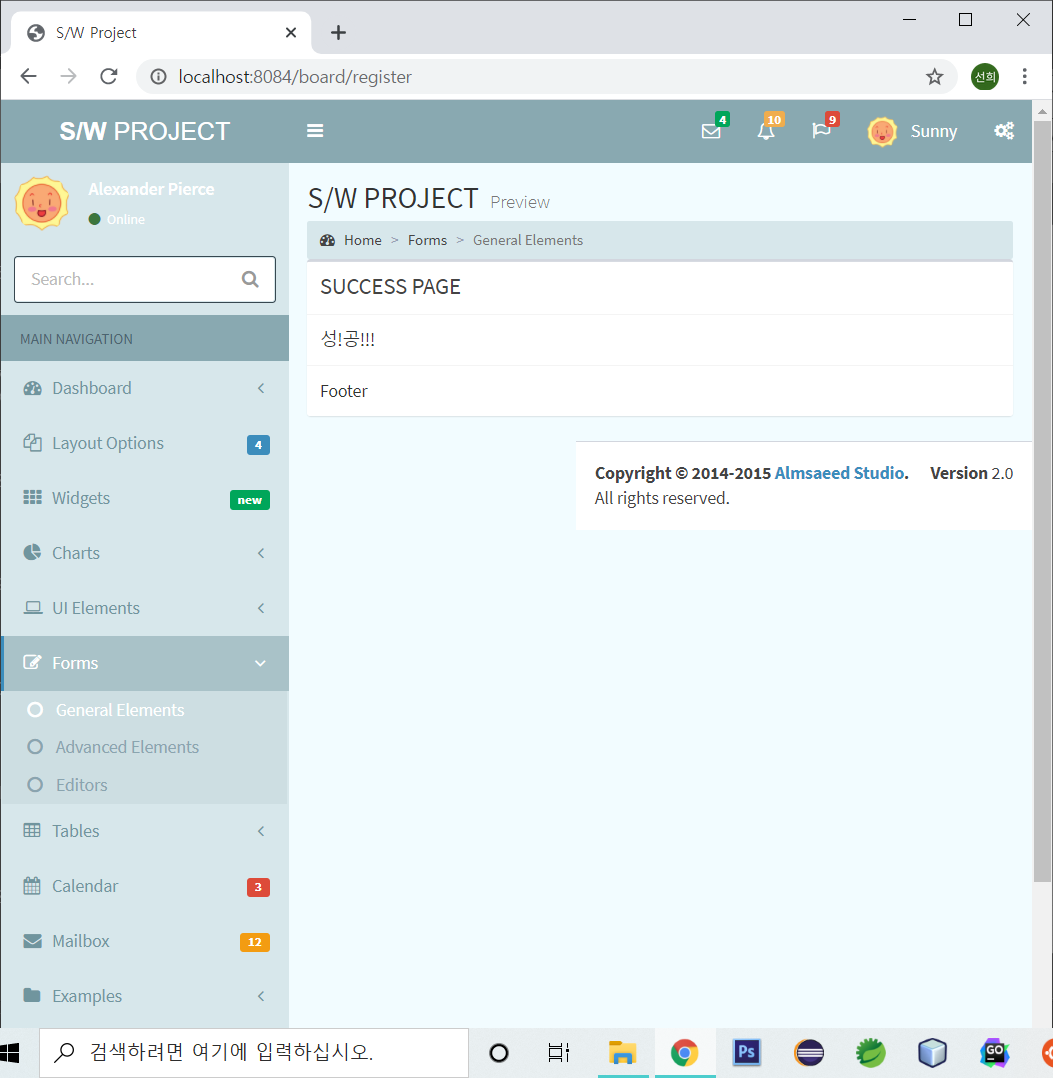 S/W Project
localhost:8084/board/register
선희
S/W PROJECT
4
10
9
Sunny
Alexander Pierce
Online
Search...
MAIN NAVIGATION
Dashboard
Layout Options 4
Widgets new
Charts
UI Elements
Forms
General Elements
Advanced Elements
Editors
Tables
Calendar 3
Mailbox 12
Examples
S/W PROJECT Preview
Home > Forms > General Elements
SUCCESS PAGE
성!공!!!
Footer
Copyright © 2014-2015 Almsaeed Studio. Version 2.0
All rights reserved.
검색하려면 여기에 입력하십시오.
Ps
GO